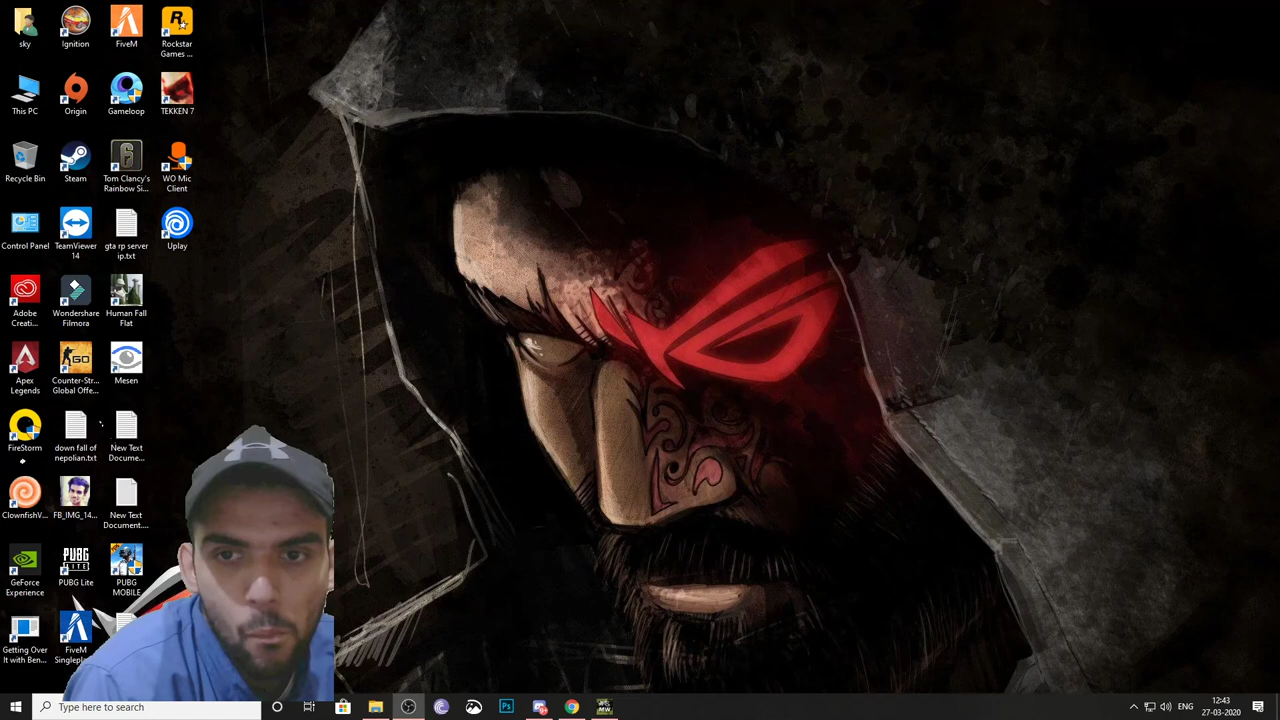 sky
Ignition
FiveM
Rockstar
Games ...
This PC
Origin
Gameloop
TEKKEN 7
Recycle Bin
Steam
Tom Clancy's
Rainbow Si...
WO Mic
Client
Control Panel
TeamViewer
14
gta rp server
ip.txt
Uplay
Adobe
Creati...
Wondershare
Filmora
Human Fall
Flat
Apex
Legends
GO
Counter-Str...
Global Offe...
Mesen
FireStorm
down fall of
nepolian.txt
New Text
Docume...
ClownfishV...
FB_IMG_14...
New Text
Document....
GeForce
Experience
PUBG
LITE
PUBG Lite
PUBG
MOBILE
Getting Over
It with Ben...
FiveM
Type here to search
Ps
MW
ENG
12:43
27-03-2020